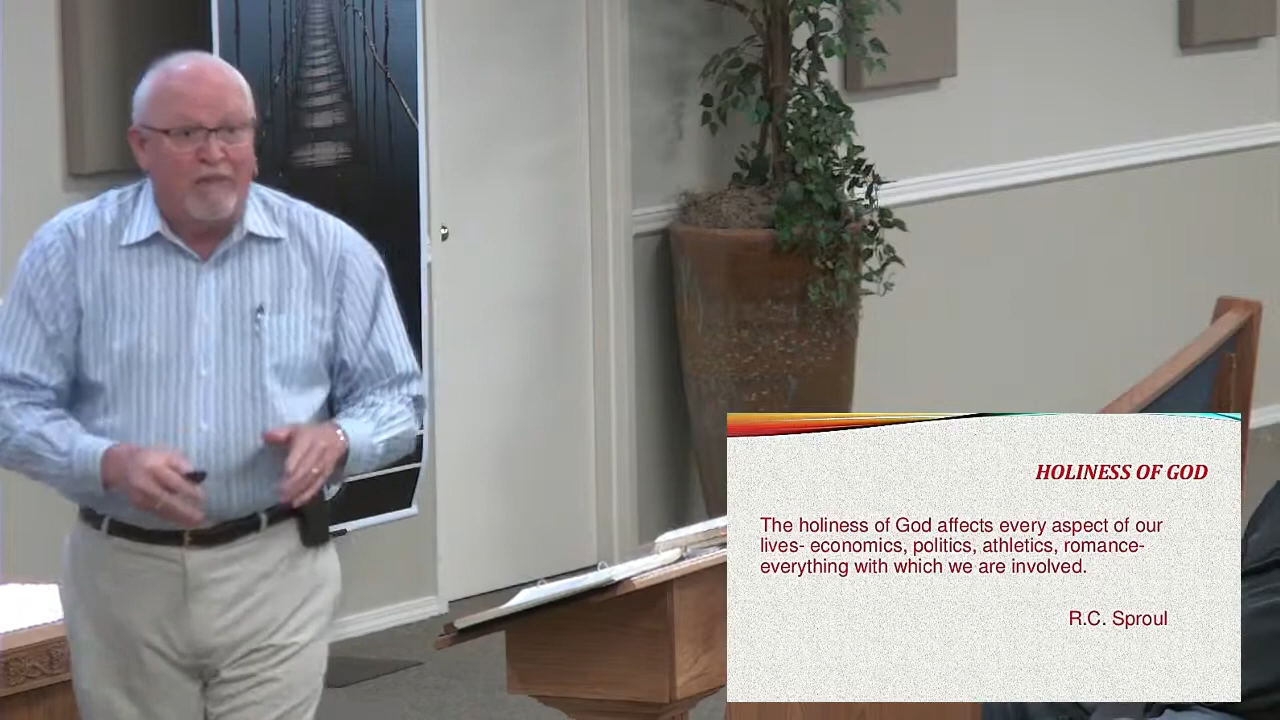 HOLINESS OF GOD
The holiness of God affects every aspect of our
lives- economics, politics, athletics, romance-
everything with which we are involved.
R.C. Sproul